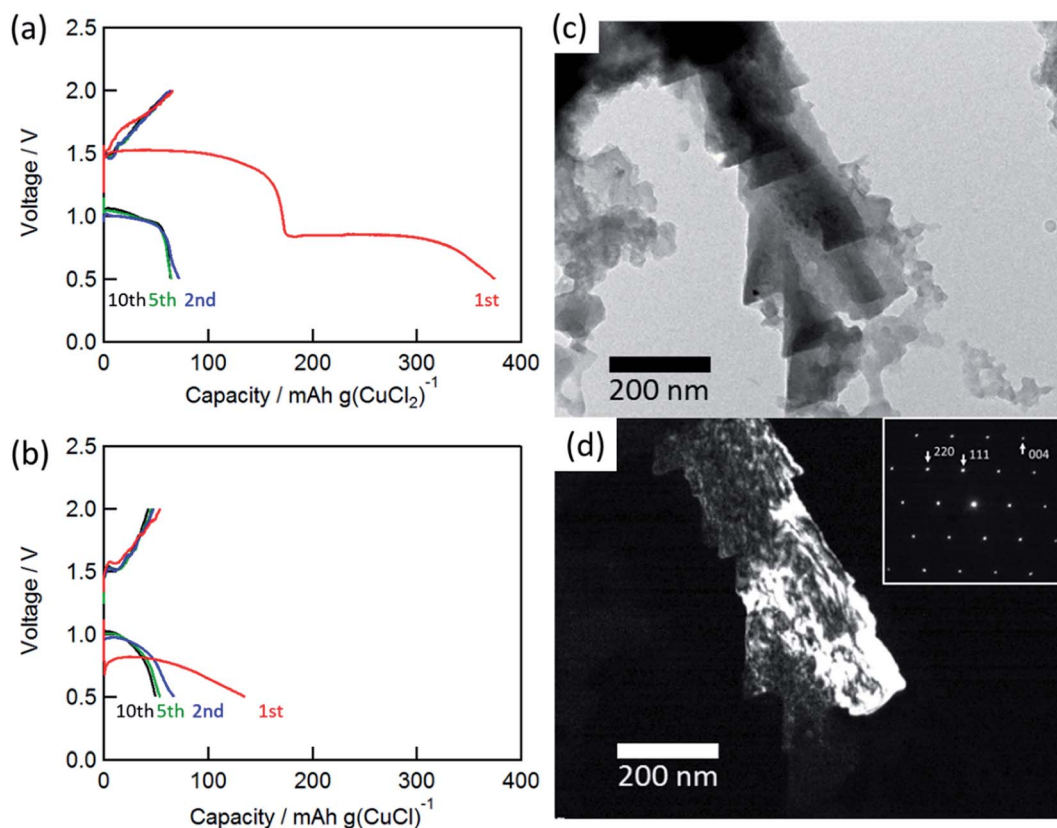 (a)
2.5
2.0
1.5
1.0
0.5
0.0
Voltage / V
10th 5th 2nd 1st
0 100 200 300 400
Capacity / mAh g(CuCl₂)⁻¹
(b)
2.5
2.0
1.5
1.0
0.5
0.0
Voltage / V
10th 5th 2nd 1st
0 100 200 300 400
Capacity / mAh g(CuCl)⁻¹
(c)
200 nm
(d)
220 111 004
200 nm